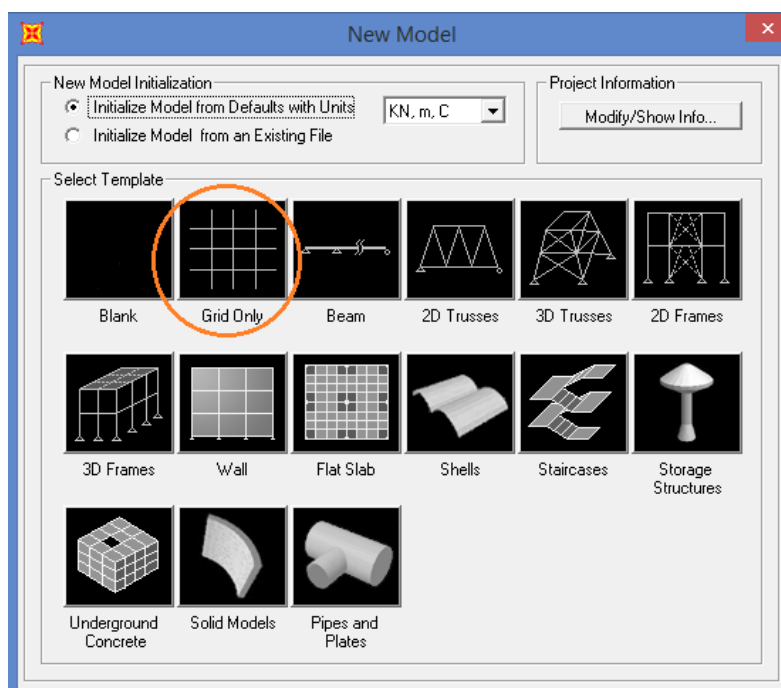 New Model
New Model Initialization
Initialize Model from Defaults with Units
KN, m, C
Initialize Model from an Existing File
Project Information
Modify/Show Info...
Select Template
Blank
Grid Only
Beam
2D Trusses
3D Trusses
2D Frames
3D Frames
Wall
Flat Slab
Shells
Staircases
Storage
Structures
Underground
Concrete
Solid Models
Pipes and
Plates